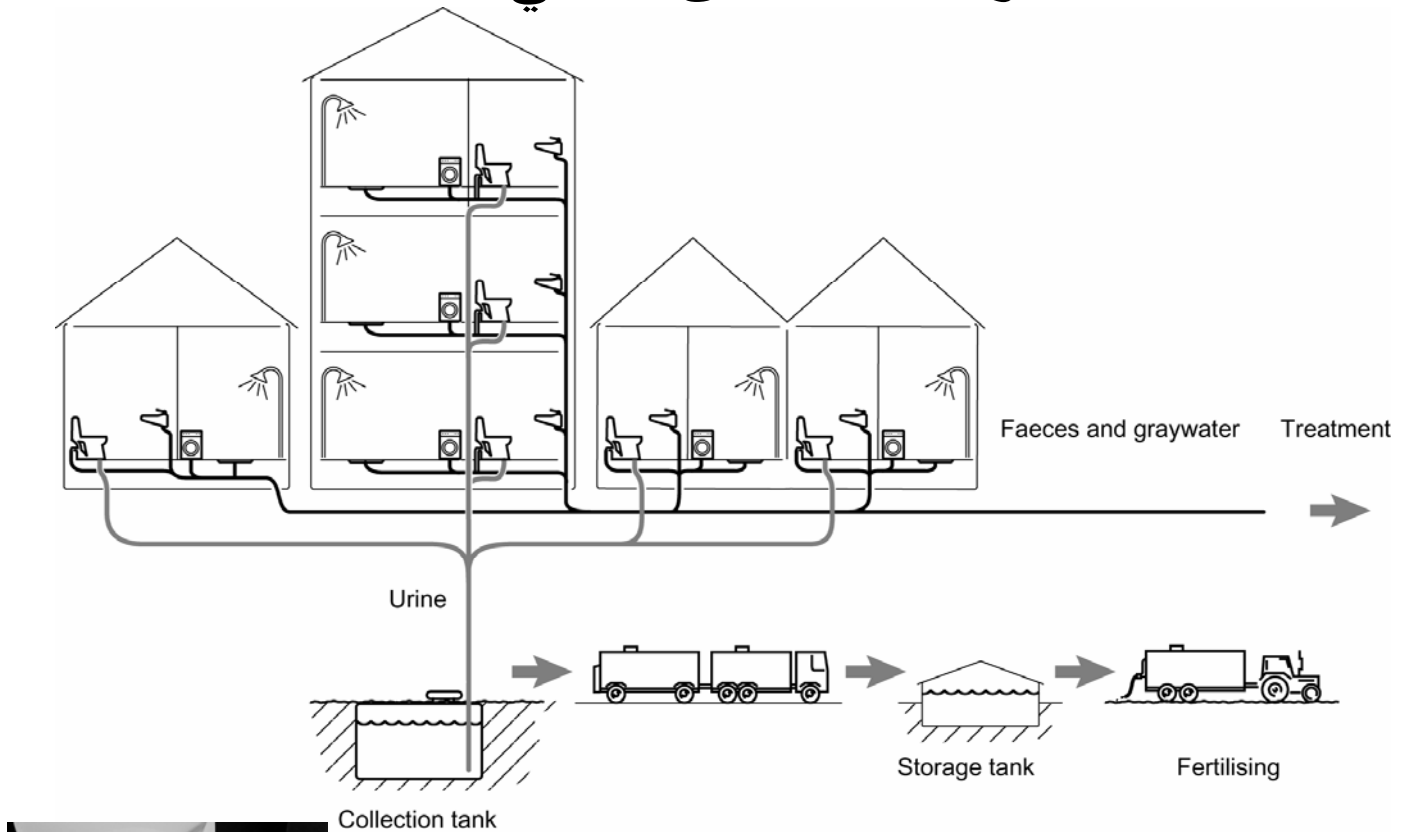 Faeces and graywater
Treatment
Urine
Storage tank
Fertilising
Collection tank